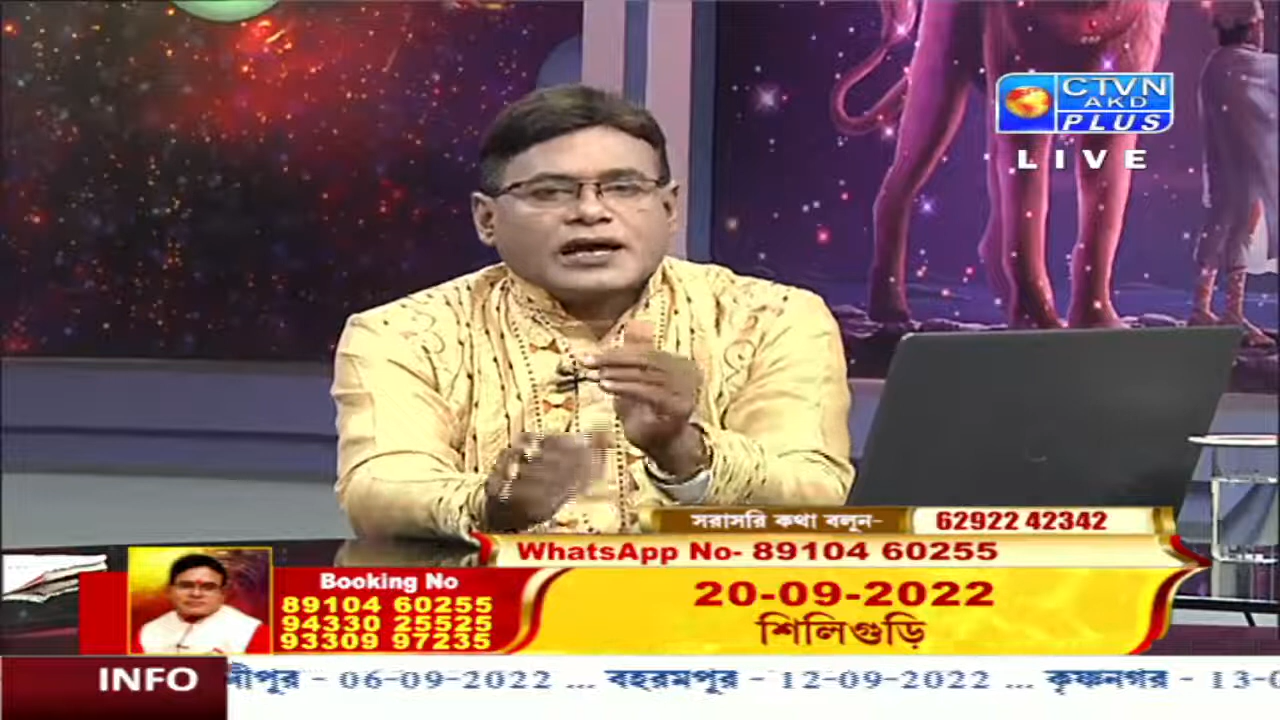 CTVN
AKD
PLUS
LIVE
সরাসরি কথা বলুন- 62922 42342
WhatsApp No- 89104 60255
Booking No
89104 60255
94330 25525
93309 97235
20-09-2022
শিলিগুড়ি
INFO নীপুর - 06-09-2022 ... বহরমপুর - 12-09-2022 ... কৃষ্ণনগর - 13-0